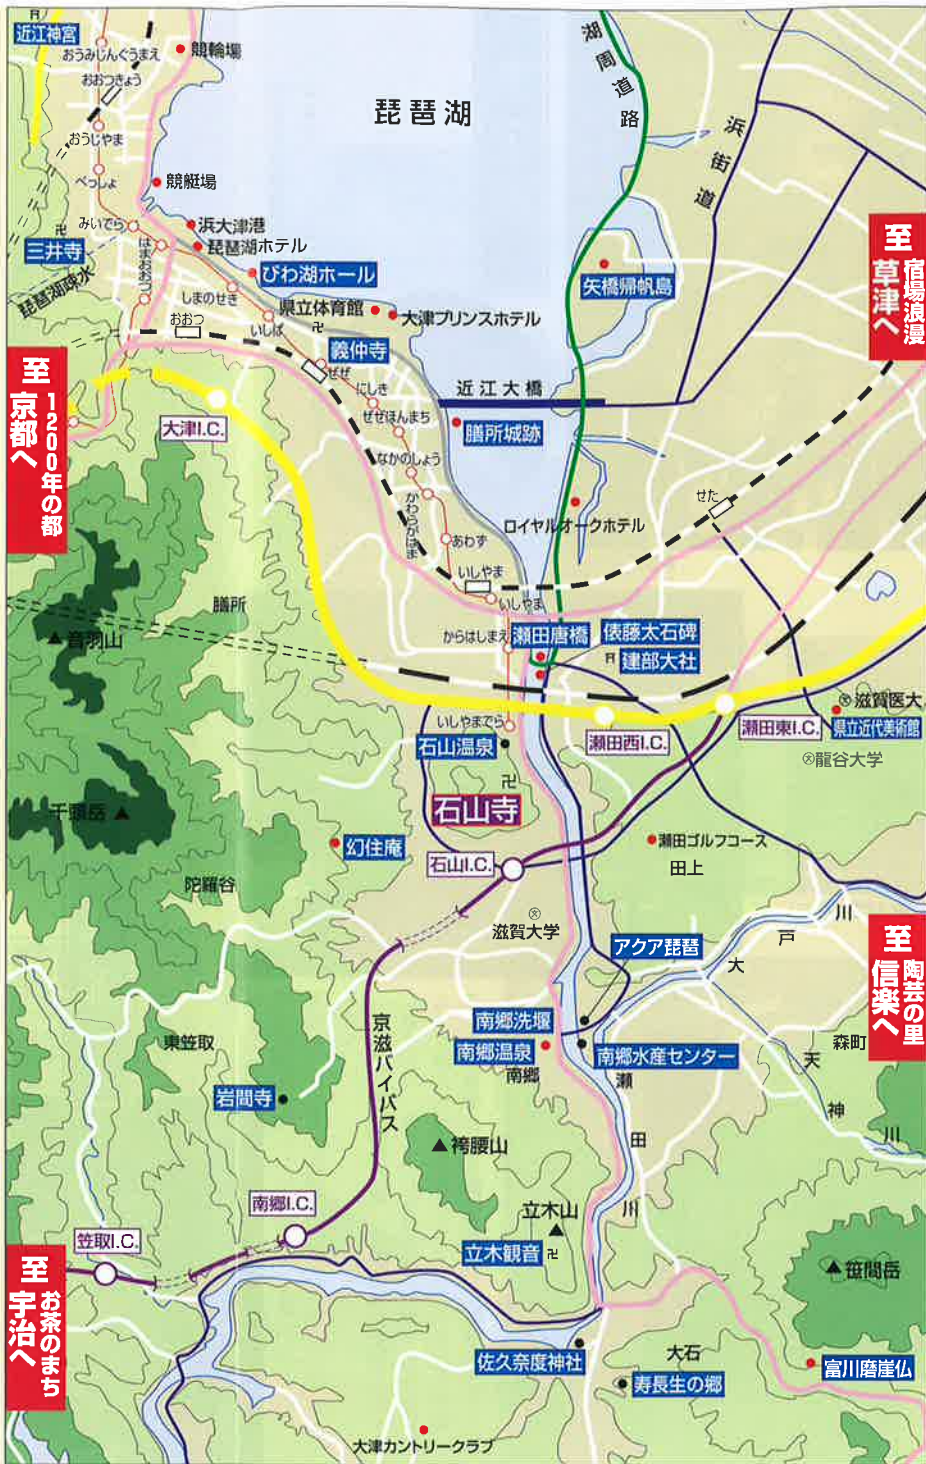 近江神宮
おうみじんぐうまえ
競輪場
おおつきょう
琵琶湖
湖周道路
浜街道
おうじやま
べっしょ
競艇場
みいでら
三井寺
浜大津港
琵琶湖ホテル
はまおおつ
びわ湖ホール
琵琶湖疎水
しまのせき
県立体育館
大津プリンスホテル
矢橋帰帆島
至
宿場浪漫
草津へ
おおつ
いしば
義仲寺
ぜぜ
にしき
近江大橋
至
1200年の都
京都へ
大津I.C.
ぜぜほんまち
膳所城跡
なかのしょう
かわらがはま
ロイヤルオークホテル
せた
あわず
いしやま
いしやま
膳所
音羽山
からはしまえ
瀬田唐橋
俵藤太石碑
建部大社
滋賀医大
県立近代美術館
いしやまでら
石山温泉
瀬田西I.C.
瀬田東I.C.
龍谷大学
石山寺
千頭岳
幻住庵
石山I.C.
瀬田ゴルフコース
田上
陀羅谷
滋賀大学
大戸川
アクア琵琶
至
陶芸の里
信楽へ
東笠取
京滋バイパス
南郷洗堰
南郷温泉
南郷
南郷水産センター
森町
天神川
岩間寺
瀬田川
袴腰山
南郷I.C.
立木山
笠取I.C.
立木観音
笹間岳
至
お茶のまち
宇治へ
佐久奈度神社
大石
富川磨崖仏
寿長生の郷
大津カントリークラブ